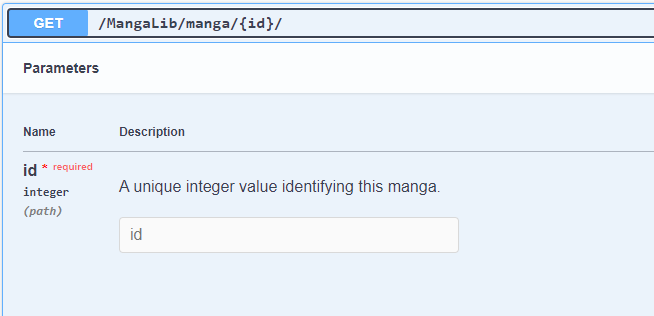 GET /MangaLib/manga/{id}/
Parameters
Name Description
id * required
integer
(path)
A unique integer value identifying this manga.
id